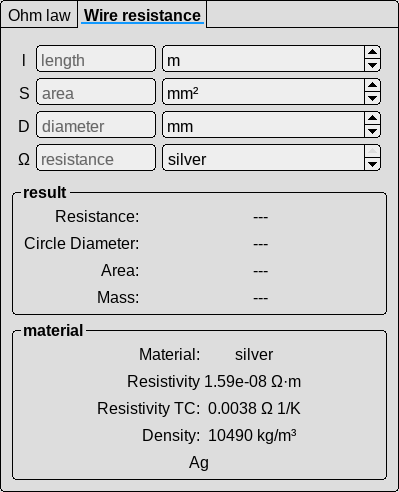 Ohm law Wire resistance
l length m
S area mm²
D diameter mm
Ω resistance silver
result
Resistance: ---
Circle Diameter: ---
Area: ---
Mass: ---
material
Material: silver
Resistivity 1.59e-08 Ω·m
Resistivity TC: 0.0038 Ω 1/K
Density: 10490 kg/m³
Ag